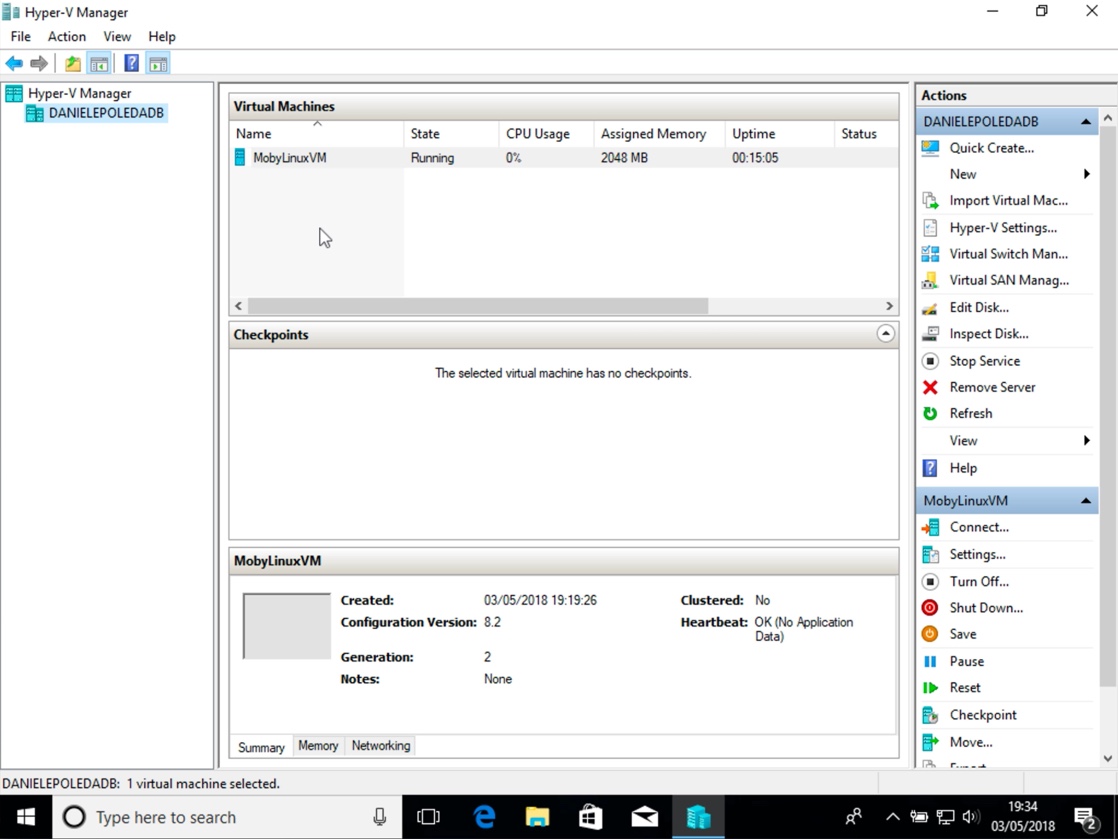 Hyper-V Manager
File Action View Help
Hyper-V Manager
DANIELEPOLEDADB
Virtual Machines
Name State CPU Usage Assigned Memory Uptime Status
MobyLinuxVM Running 0% 2048 MB 00:15:05
Checkpoints
The selected virtual machine has no checkpoints.
MobyLinuxVM
Created: 03/05/2018 19:19:26 Clustered: No
Configuration Version: 8.2 Heartbeat: OK (No Application
Data)
Generation: 2
Notes: None
Summary Memory Networking
Actions
DANIELEPOLEDADB
Quick Create...
New
Import Virtual Mac...
Hyper-V Settings...
Virtual Switch Man...
Virtual SAN Manag...
Edit Disk...
Inspect Disk...
Stop Service
Remove Server
Refresh
View
Help
MobyLinuxVM
Connect...
Settings...
Turn Off...
Shut Down...
Save
Pause
Reset
Checkpoint
Move...
DANIELEPOLEDADB: 1 virtual machine selected.
Type here to search
19:34
03/05/2018
2